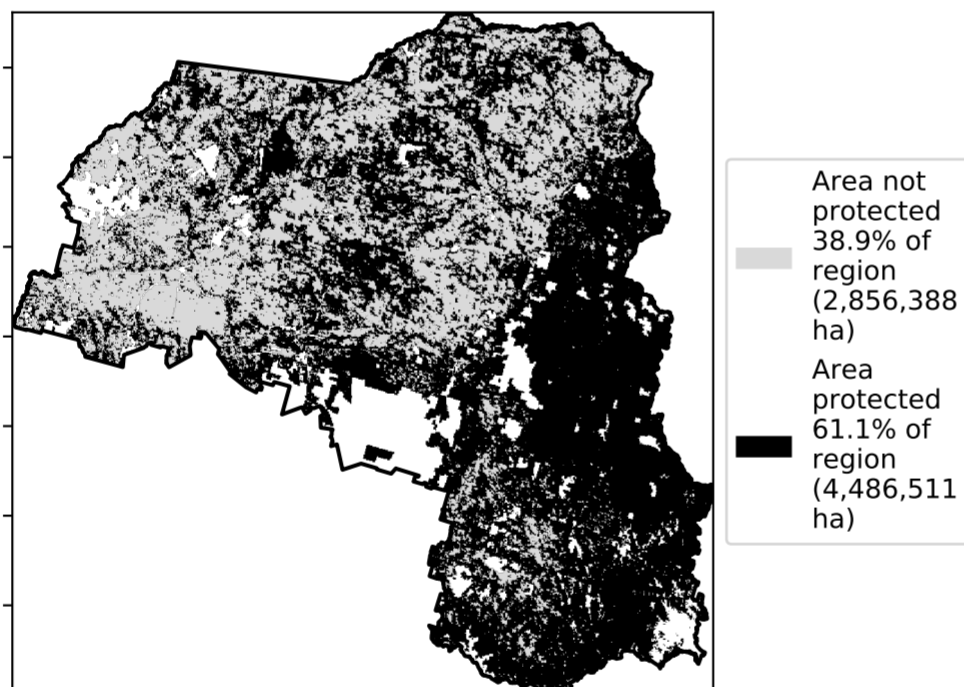 Area not
protected
38.9% of
region
(2,856,388
ha)
Area
protected
61.1% of
region
(4,486,511
ha)